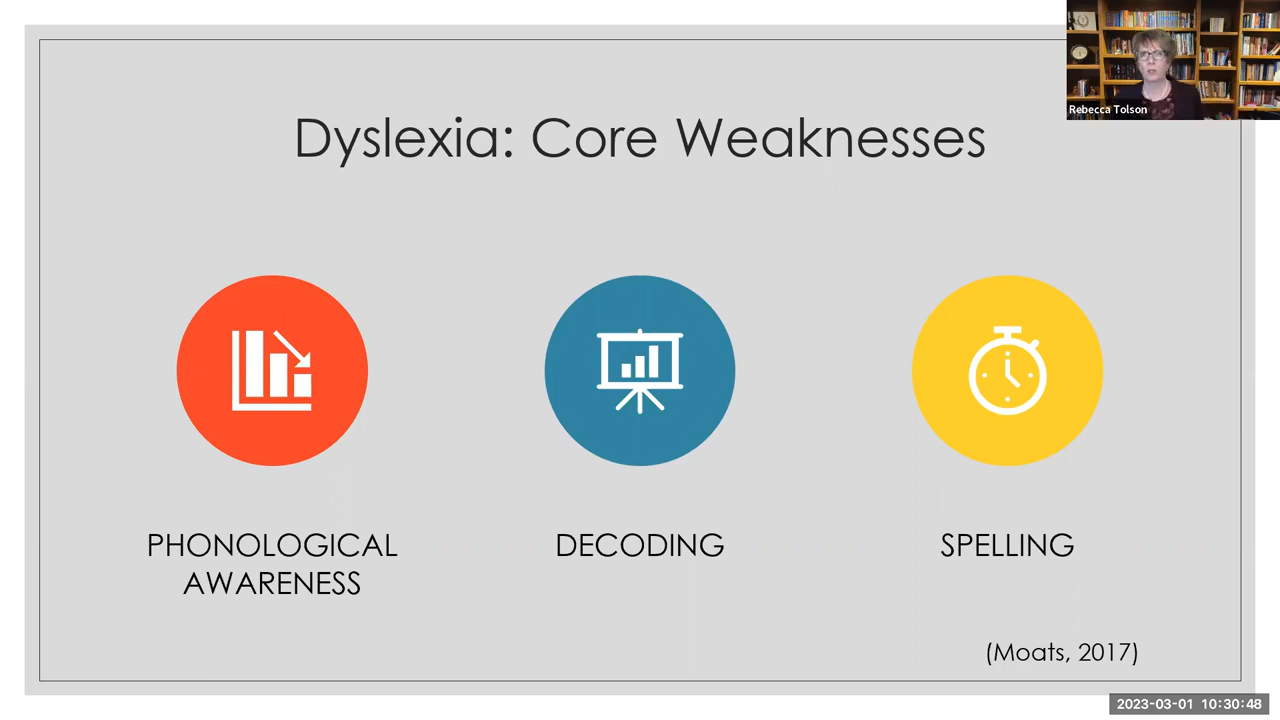 Rebecca Tolson
Dyslexia: Core Weaknesses
PHONOLOGICAL
AWARENESS
DECODING
SPELLING
(Moats, 2017)
2023-03-01 10:30:48